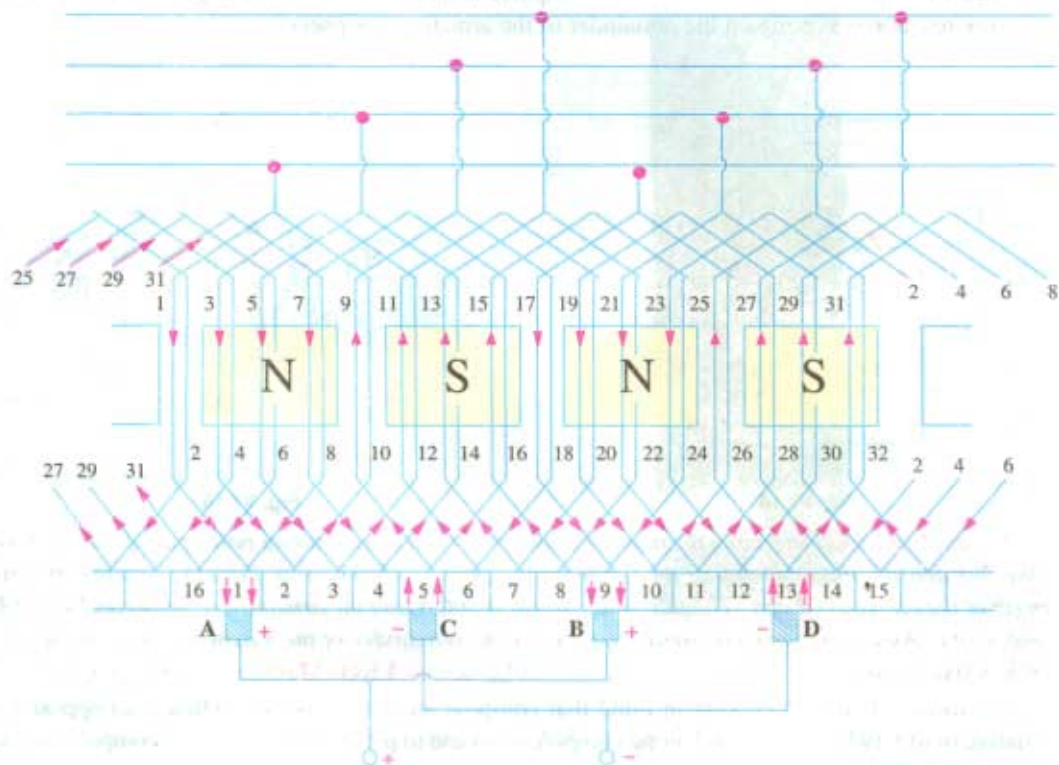 25 27 29 31
1 3 5 7 9 11 13 15 17 19 21 23 25 27 29 31 2 4 6 8
N S N S
27 29 31 2 4 6 8 10 12 14 16 18 20 22 24 26 28 30 32 2 4 6
16 1 2 3 4 5 6 7 8 9 10 11 12 13 14 15
A + − C B + − D
+ −